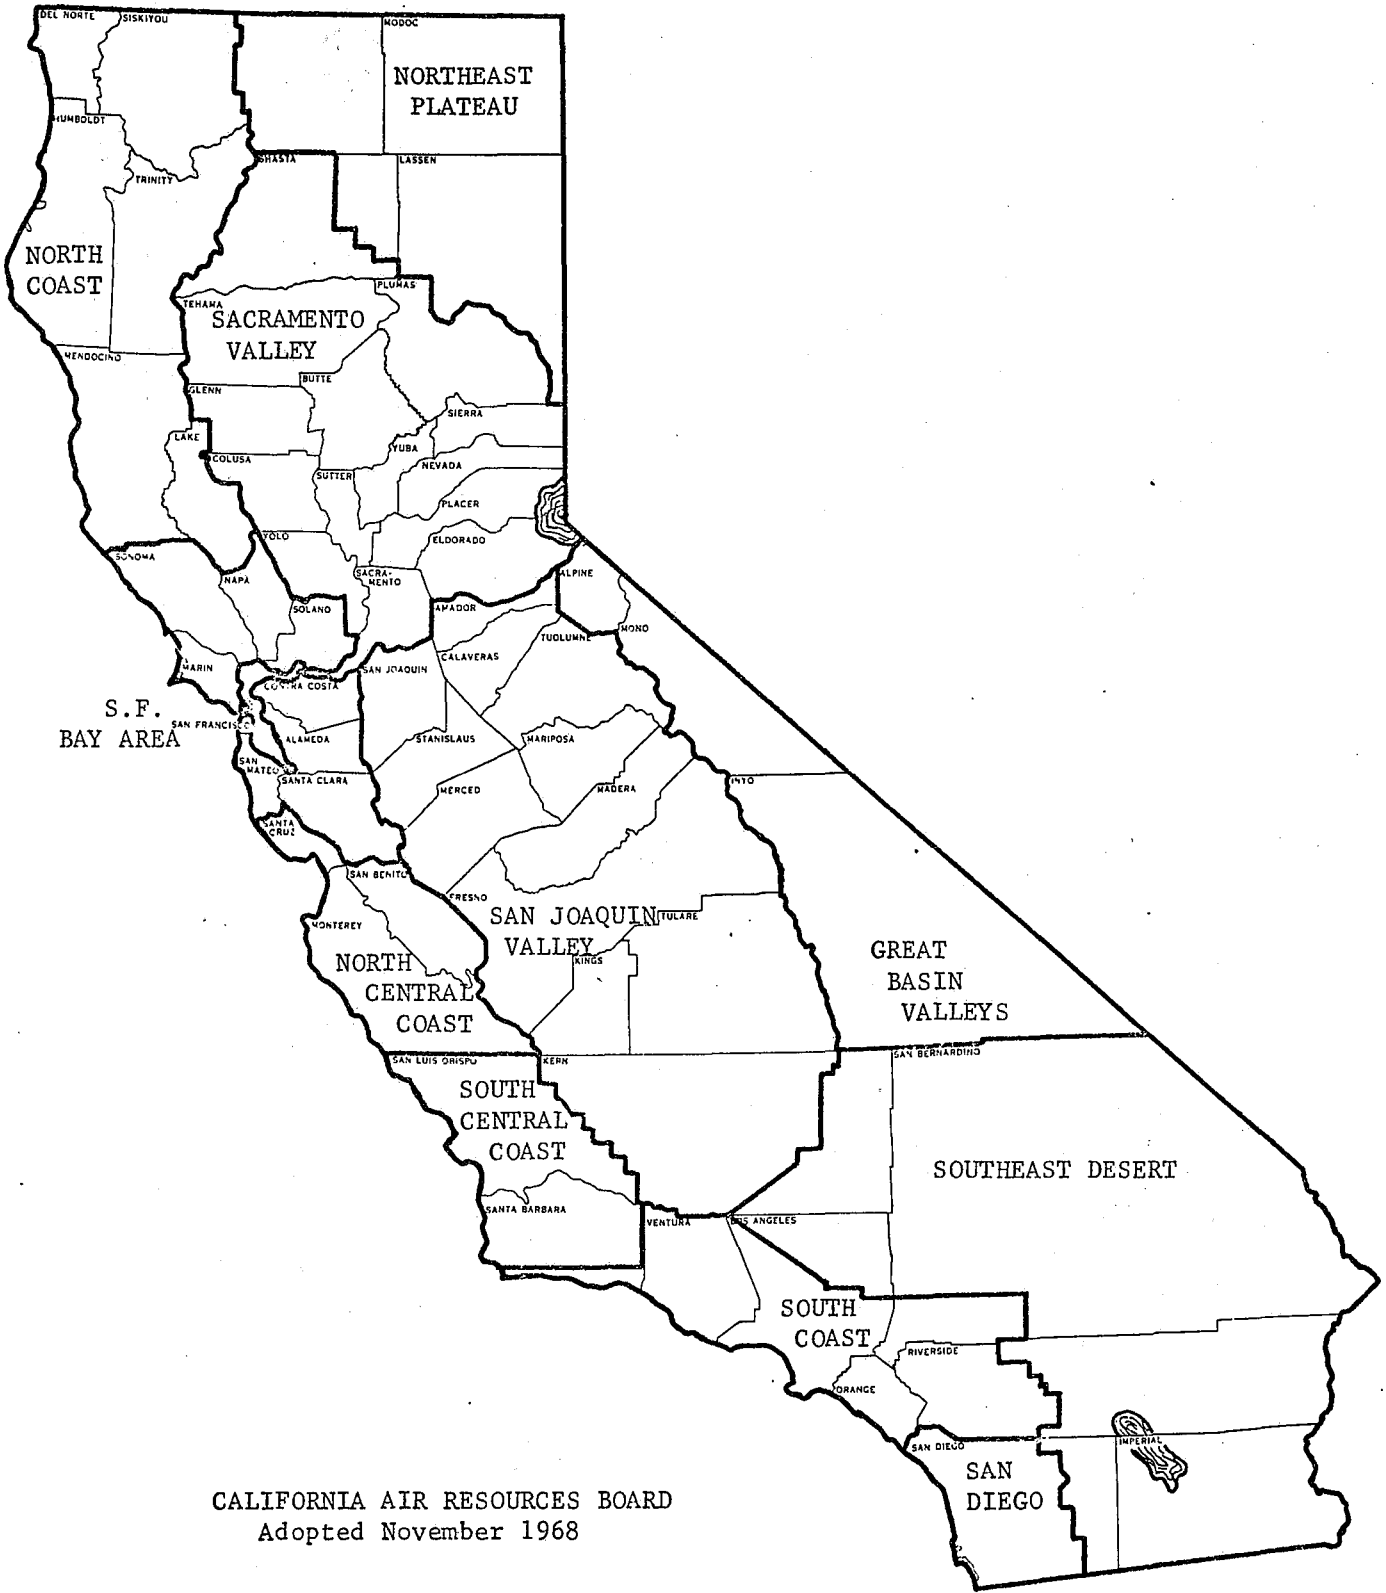 DEL NORTE
SISKIYOU
MODOC
NORTHEAST
PLATEAU
HUMBOLDT
SHASTA
LASSEN
TRINITY
NORTH
COAST
PLUMAS
TEHAMA
SACRAMENTO
VALLEY
MENDOCINO
BUTTE
GLENN
SIERRA
LAKE
YUBA
COLUSA
NEVADA
SUTTER
PLACER
YOLO
ELDORADO
SONOMA
NAPA
SACRA-
MENTO
ALPINE
SOLANO
AMADOR
MONO
TUOLUMNE
MARIN
SAN JOAQUIN
CALAVERAS
CONTRA COSTA
S.F.
BAY AREA
SAN FRANCISCO
ALAMEDA
STANISLAUS
MARIPOSA
SAN
MATEO
SANTA CLARA
INYO
MERCED
MADERA
SANTA
CRUZ
SAN BENITO
FRESNO
SAN JOAQUIN
VALLEY
TULARE
MONTEREY
KINGS
NORTH
CENTRAL
COAST
GREAT
BASIN
VALLEYS
SAN LUIS OBISPO
KERN
SAN BERNARDINO
SOUTH
CENTRAL
COAST
SOUTHEAST DESERT
SANTA BARBARA
VENTURA
LOS ANGELES
SOUTH
COAST
RIVERSIDE
ORANGE
SAN DIEGO
IMPERIAL
SAN
DIEGO
CALIFORNIA AIR RESOURCES BOARD
Adopted November 1968